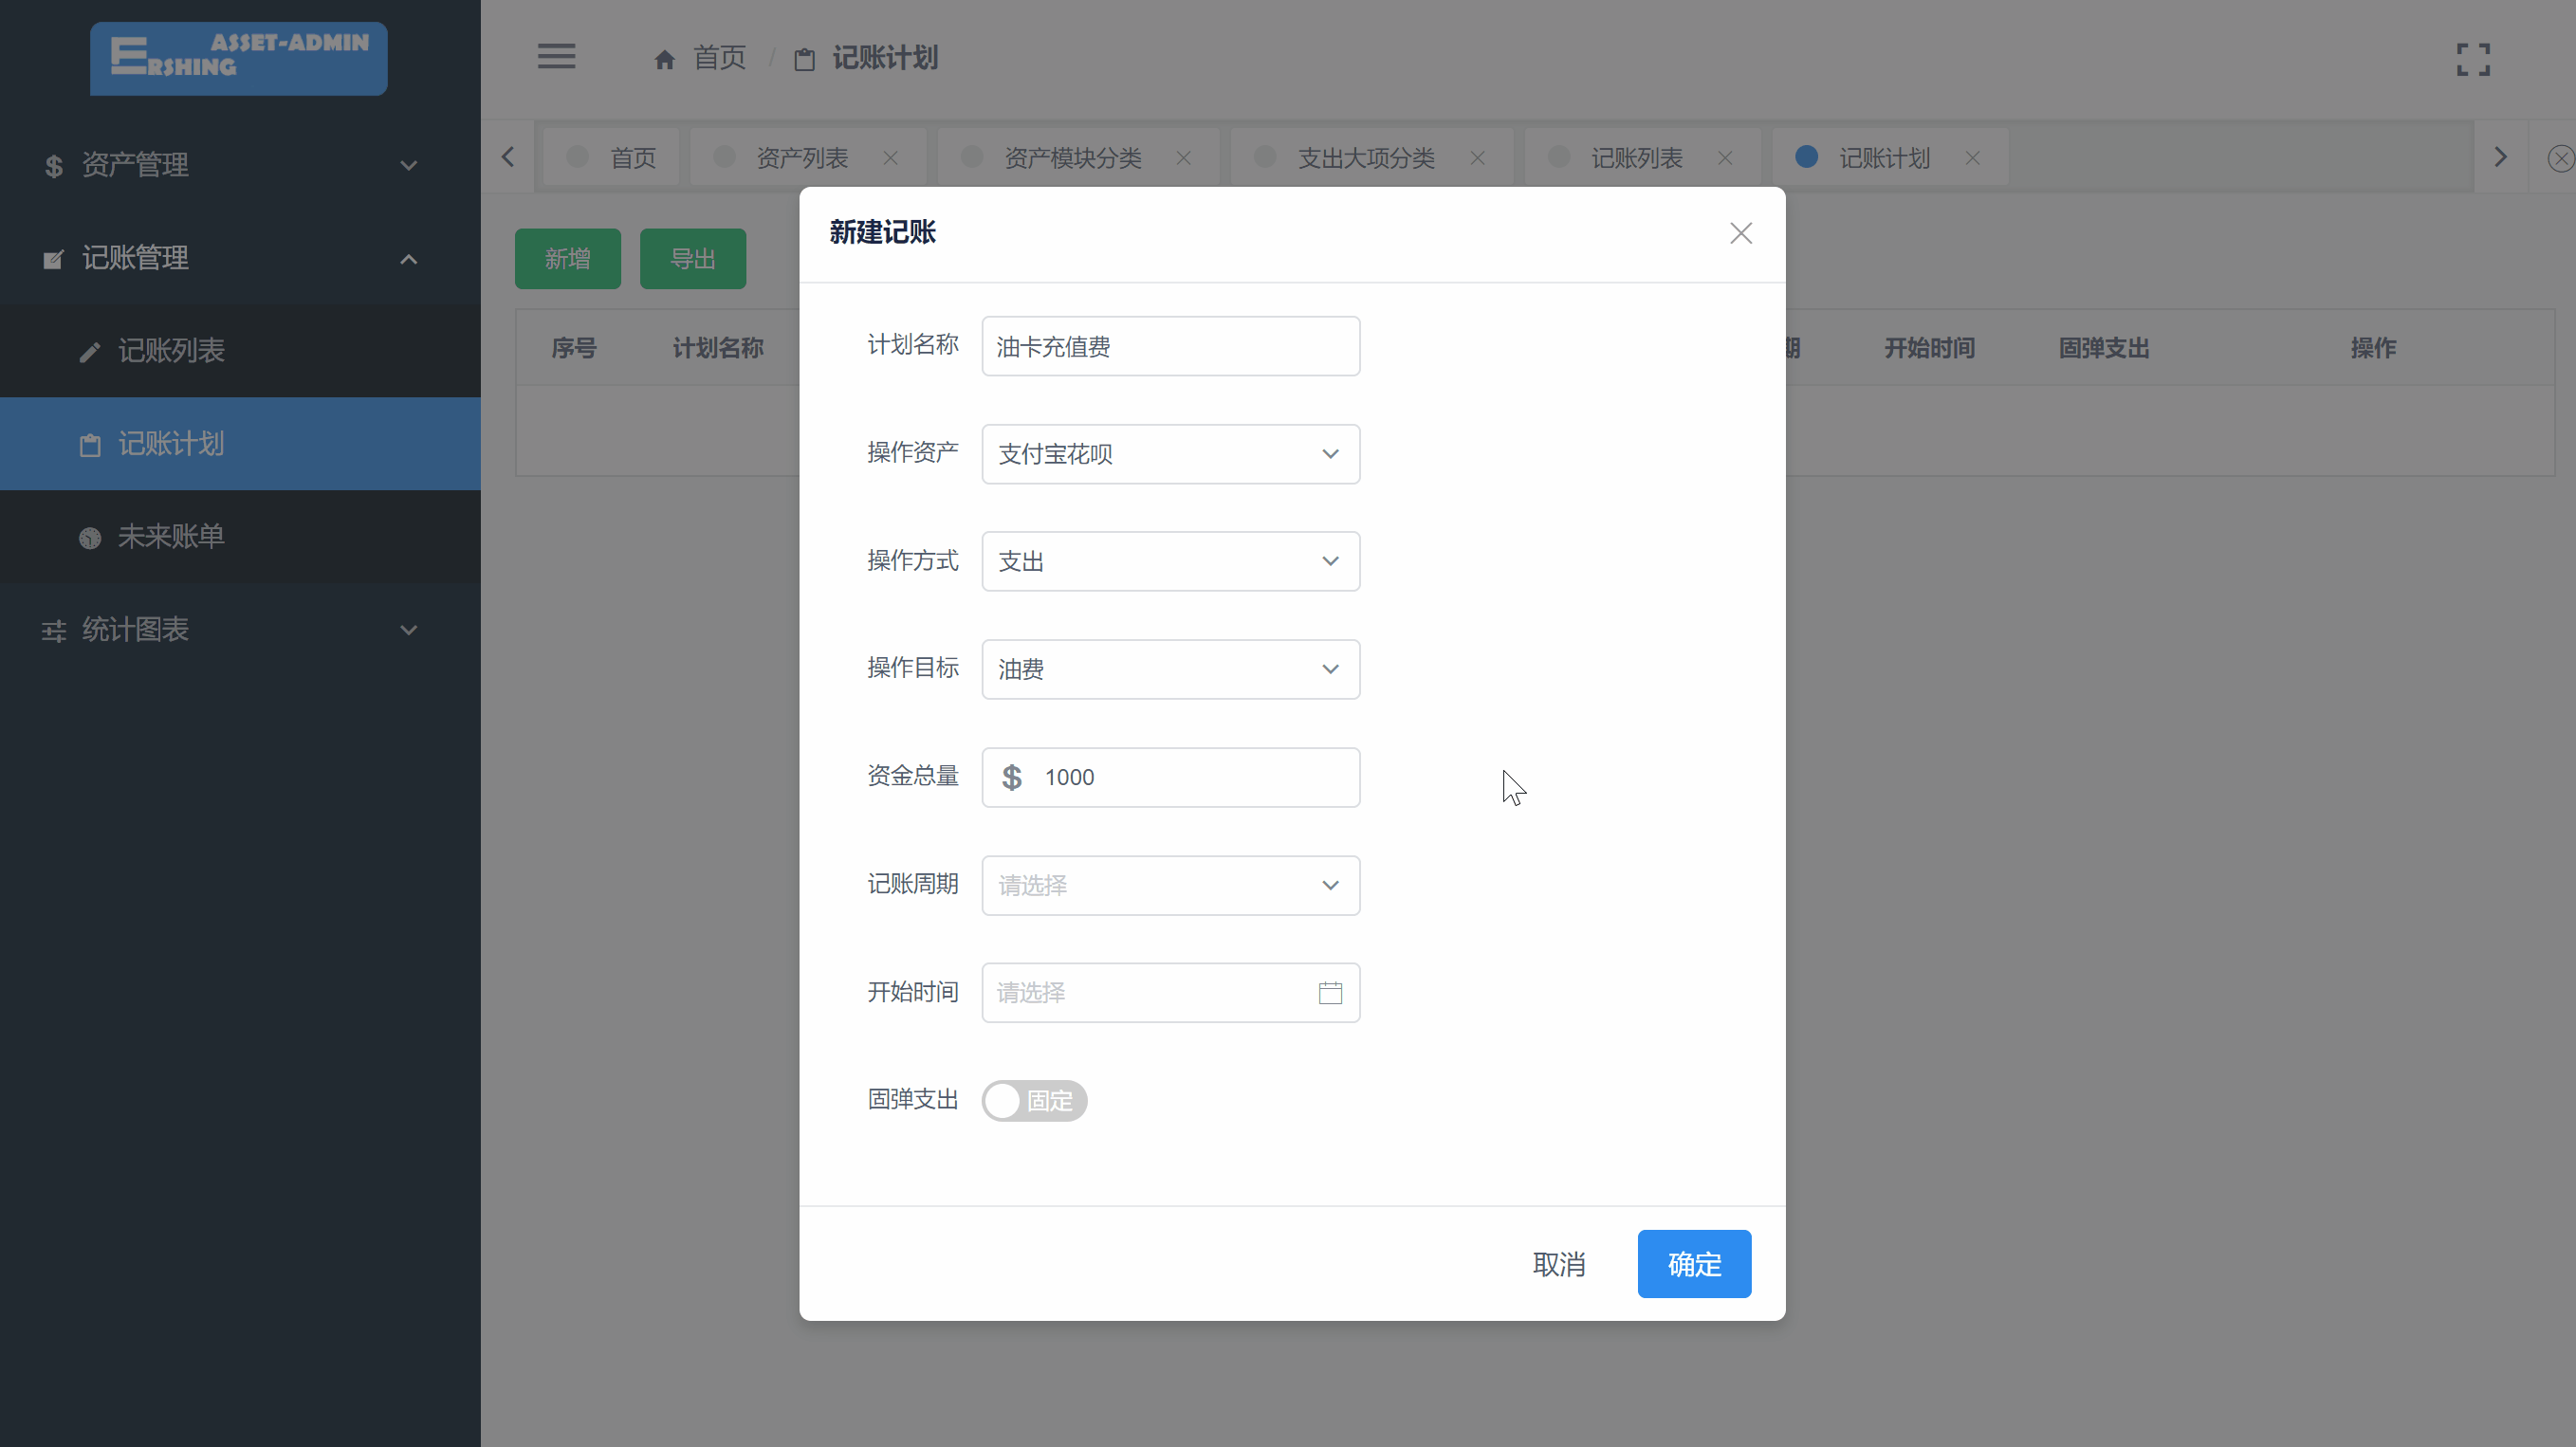 ERSHING ASSET-ADMIN
资产管理
记账管理
记账列表
记账计划
未来账单
统计图表
首页 / 记账计划
首页 资产列表 资产模块分类 支出大项分类 记账列表 记账计划
新增 导出
序号 计划名称 期 开始时间 固弹支出 操作
新建记账
计划名称 油卡充值费
操作资产 支付宝花呗
操作方式 支出
操作目标 油费
资金总量 $ 1000
记账周期 请选择
开始时间 请选择
固弹支出 固定
取消 确定